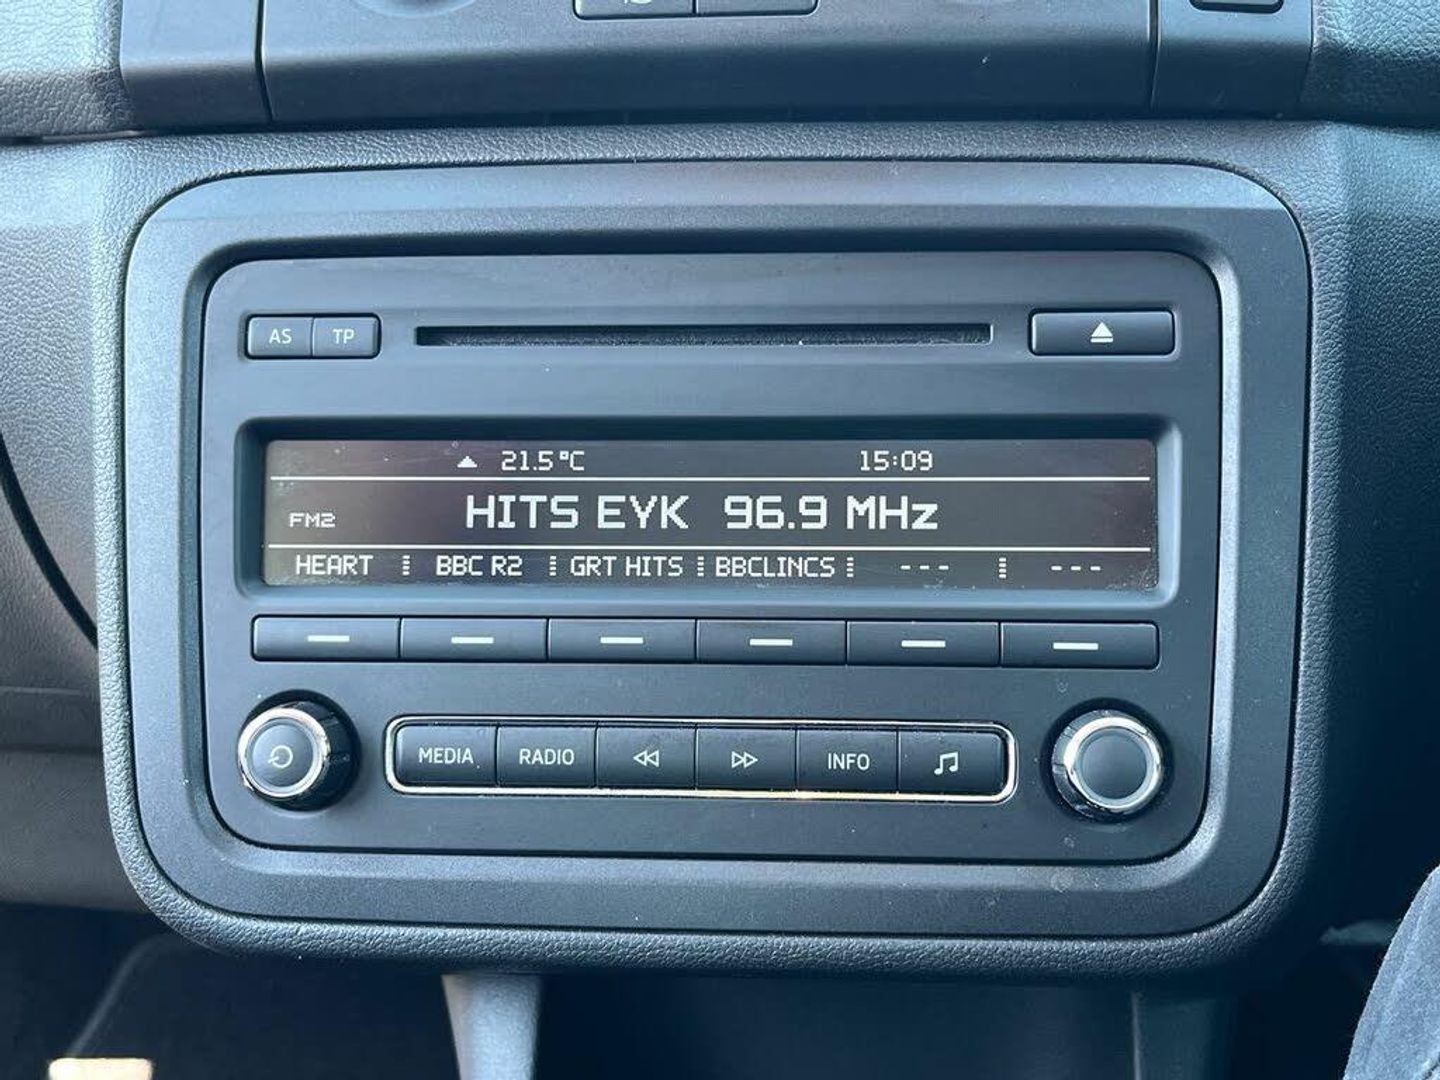 AS TP
21.5°C 15:09
FM2 HITS EYK 96.9 MHz
HEART BBC R2 GRT HITS BBCLINCS --- ---
MEDIA RADIO INFO